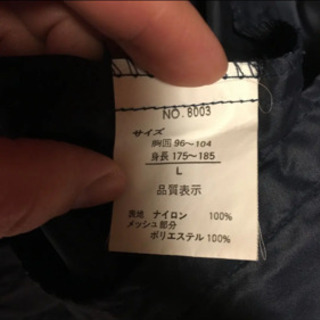 NO. 8003
サイズ
胸囲 96〜104
身長 175〜185
L
品質表示
表地 ナイロン 100%
メッシュ部分
ポリエステル 100%